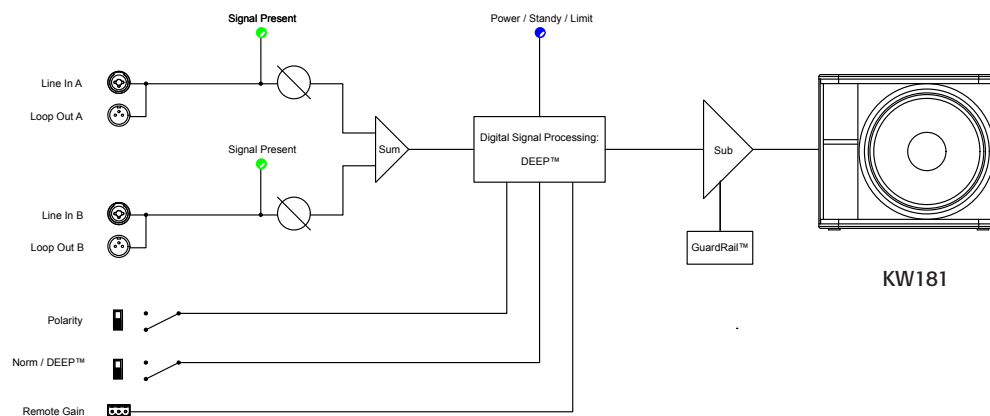 Signal Present
Power / Standy / Limit
Line In A
Loop Out A
Sum
Digital Signal Processing:
DEEP™
Sub
Signal Present
Line In B
Loop Out B
GuardRail™
KW181
Polarity
Norm / DEEP™
Remote Gain